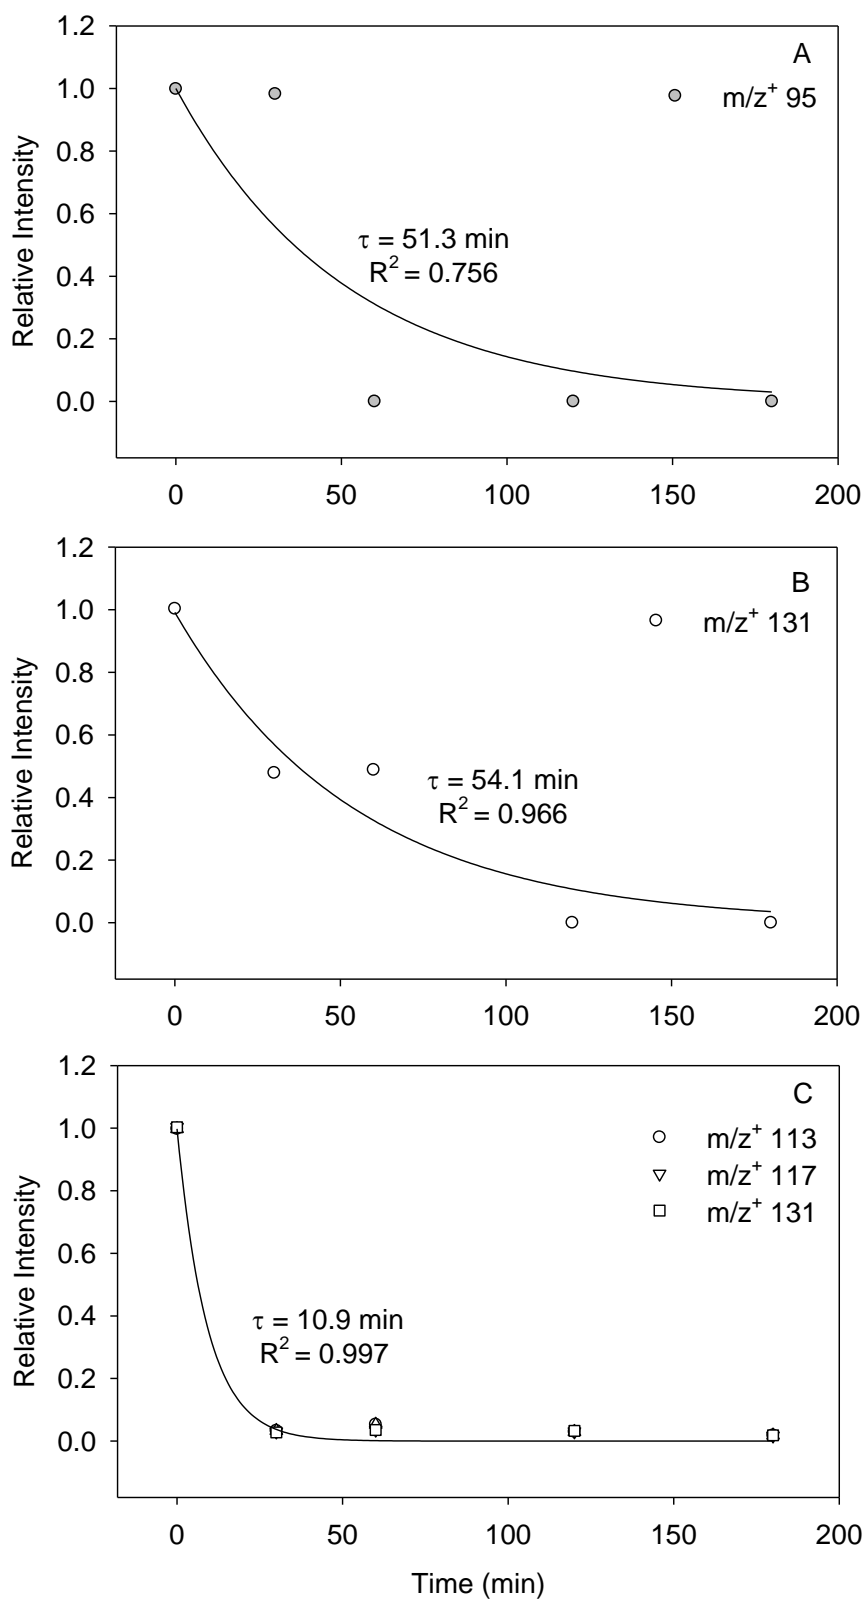 1.2
A
1.0
m/z+ 95
0.8
Relative Intensity
0.6
τ = 51.3 min
R2 = 0.756
0.4
0.2
0.0
0 50 100 150 200
1.2
B
1.0
m/z+ 131
0.8
Relative Intensity
0.6
τ = 54.1 min
R2 = 0.966
0.4
0.2
0.0
0 50 100 150 200
1.2
C
1.0
m/z+ 113
m/z+ 117
m/z+ 131
0.8
Relative Intensity
0.6
0.4
τ = 10.9 min
R2 = 0.997
0.2
0.0
0 50 100 150 200
Time (min)